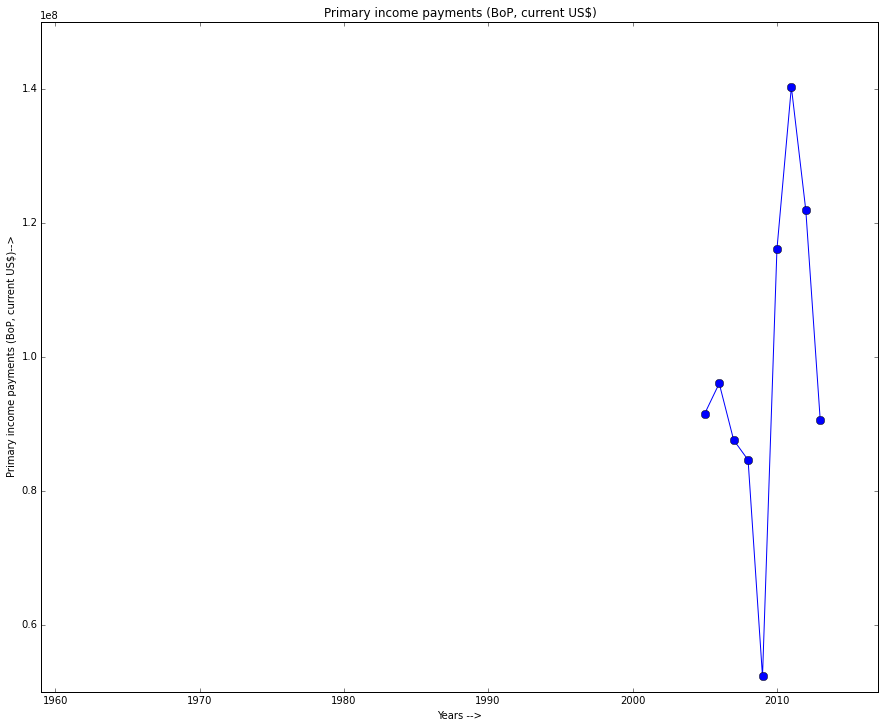 Primary income payments (BoP, current US$)
1e8
1.4
1.2
1.0
0.8
0.6
Primary income payments (BoP, current US$)-->
1960 1970 1980 1990 2000 2010
Years -->